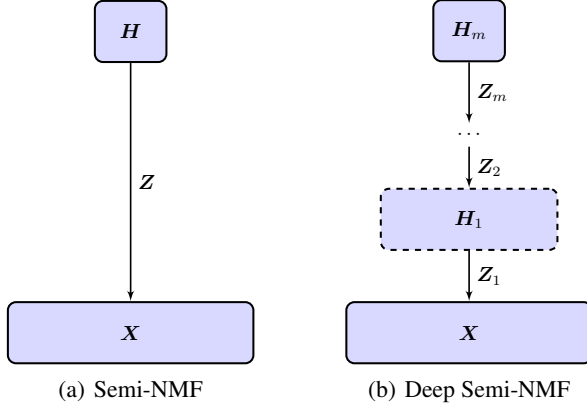 H
Z
X
(a) Semi-NMF
H_m
Z_m
...
Z_2
H_1
Z_1
X
(b) Deep Semi-NMF